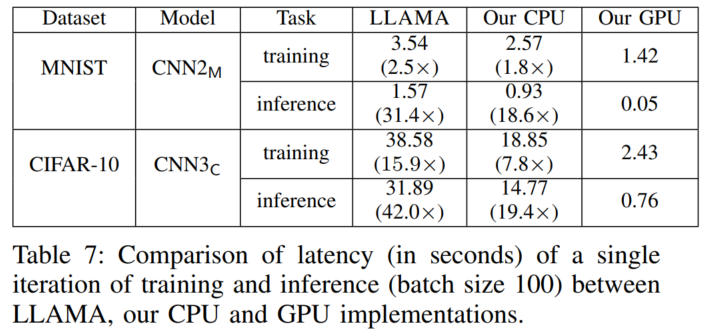 Dataset Model Task LLAMA Our CPU Our GPU
MNIST CNN2M training 3.54 (2.5×) 2.57 (1.8×) 1.42
inference 1.57 (31.4×) 0.93 (18.6×) 0.05
CIFAR-10 CNN3C training 38.58 (15.9×) 18.85 (7.8×) 2.43
inference 31.89 (42.0×) 14.77 (19.4×) 0.76
Table 7: Comparison of latency (in seconds) of a single
iteration of training and inference (batch size 100) between
LLAMA, our CPU and GPU implementations.